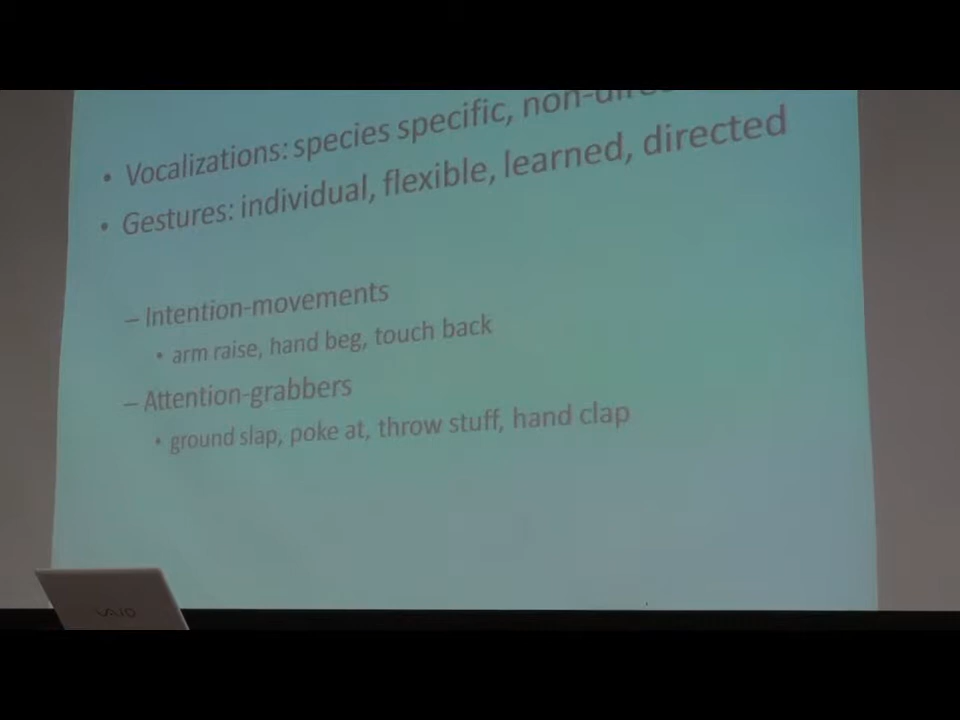 • Vocalizations: species specific,
• Gestures: individual, flexible, learned, directed
– Intention-movements
• arm raise, hand beg, touch back
– Attention-grabbers
• ground slap, poke at, throw stuff, hand clap
VAIO